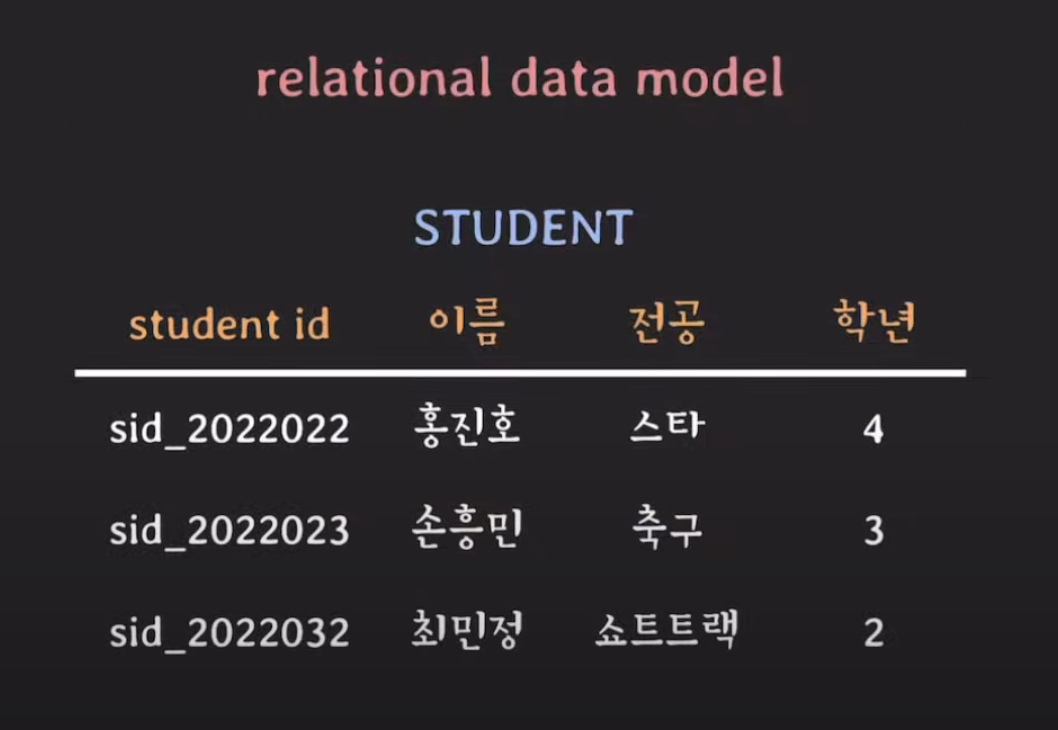 relational data model
STUDENT
student id 이름 전공 학년
sid_2022022 홍진호 스타 4
sid_2022023 손흥민 축구 3
sid_2022032 최민정 쇼트트랙 2